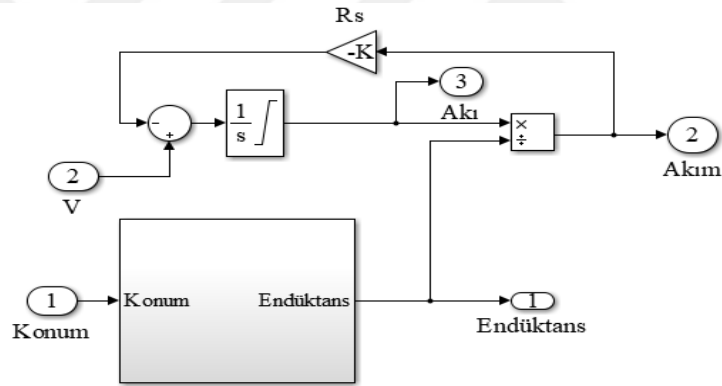 Rs
-K
3
Akı
1
s
-
+
×
÷
2
Akım
2
V
Konum
Endüktans
1
Konum
1
Endüktans